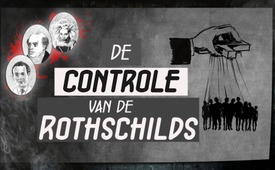 DE
CONTROLE
VAN DE
ROTHSCHILDS